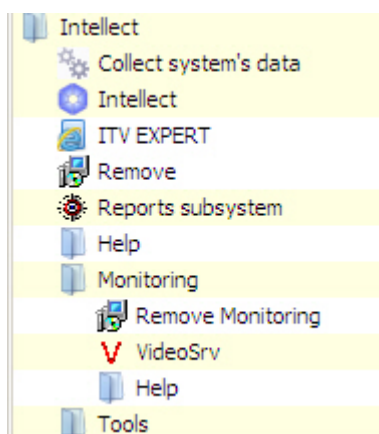 Intellect
Collect system's data
Intellect
ITV EXPERT
Remove
Reports subsystem
Help
Monitoring
Remove Monitoring
VideoSrv
Help
Tools